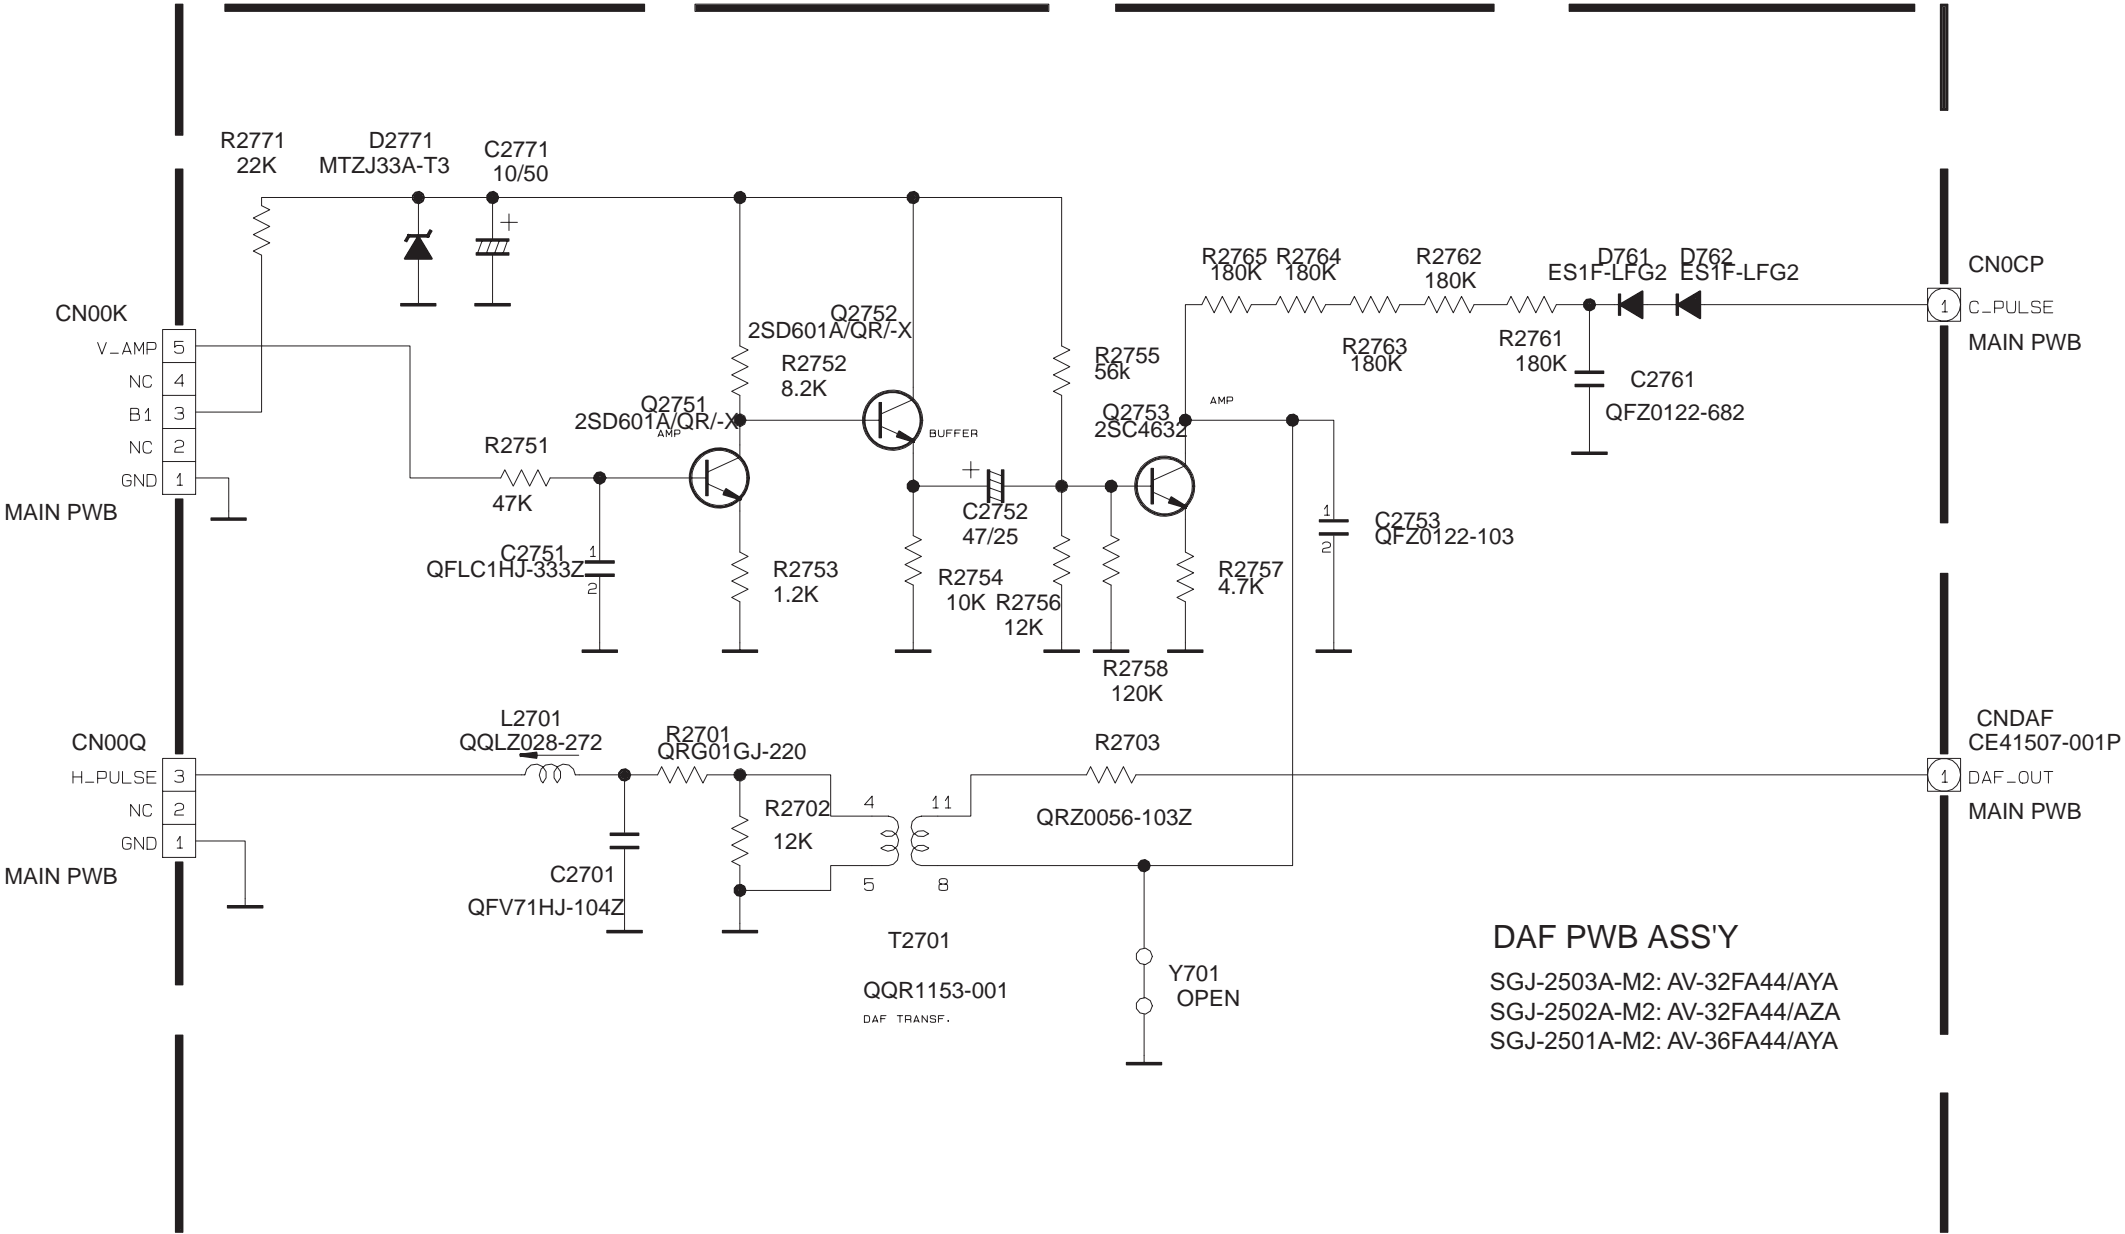 R2771
22K
D2771
MTZJ33A-T3
C2771
10/50
+
CN00K
V_AMP 5
NC 4
B1 3
NC 2
GND 1
MAIN PWB
R2751
47K
C2751
QFLC1HJ-333Z
1
2
Q2751
2SD601A/QR/-X
AMP
Q2752
2SD601A/QR/-X
R2752
8.2K
BUFFER
R2753
1.2K
+
C2752
47/25
R2754
10K
R2756
12K
R2755
56k
Q2753
2SC4632
AMP
R2758
120K
R2757
4.7K
1
2
C2753
QFZ0122-103
R2765
180K
R2764
180K
R2763
180K
R2762
180K
R2761
180K
D761
ES1F-LFG2
D762
ES1F-LFG2
C2761
QFZ0122-682
CN0CP
1 C_PULSE
MAIN PWB
CN00Q
H_PULSE 3
NC 2
GND 1
MAIN PWB
L2701
QQLZ028-272
R2701
QRG01GJ-220
R2702
12K
C2701
QFV71HJ-104Z
4
5
11
8
T2701
QQR1153-001
DAF TRANSF.
R2703
QRZ0056-103Z
Y701
OPEN
CNDAF
CE41507-001P
1 DAF_OUT
MAIN PWB
DAF PWB ASS'Y
SGJ-2503A-M2: AV-32FA44/AYA
SGJ-2502A-M2: AV-32FA44/AZA
SGJ-2501A-M2: AV-36FA44/AYA